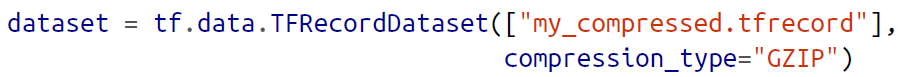 dataset = tf.data.TFRecordDataset(["my_compressed.tfrecord"],
compression_type="GZIP")